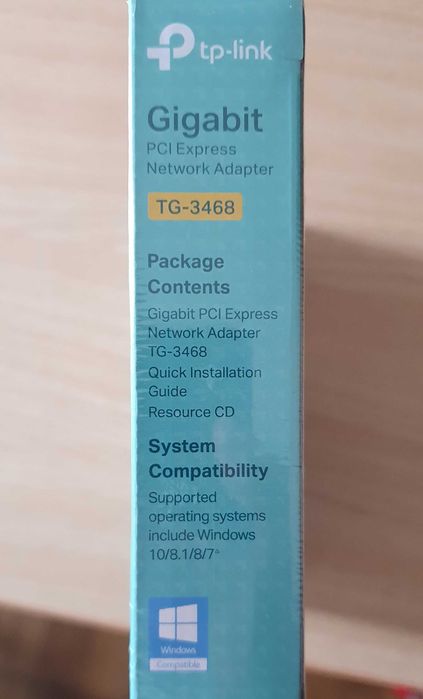 tp-link
Gigabit
PCI Express
Network Adapter
TG-3468
Package
Contents
Gigabit PCI Express
Network Adapter
TG-3468
Quick Installation
Guide
Resource CD
System
Compatibility
Supported
operating systems
include Windows
10/8.1/8/7*
Windows
Compatible